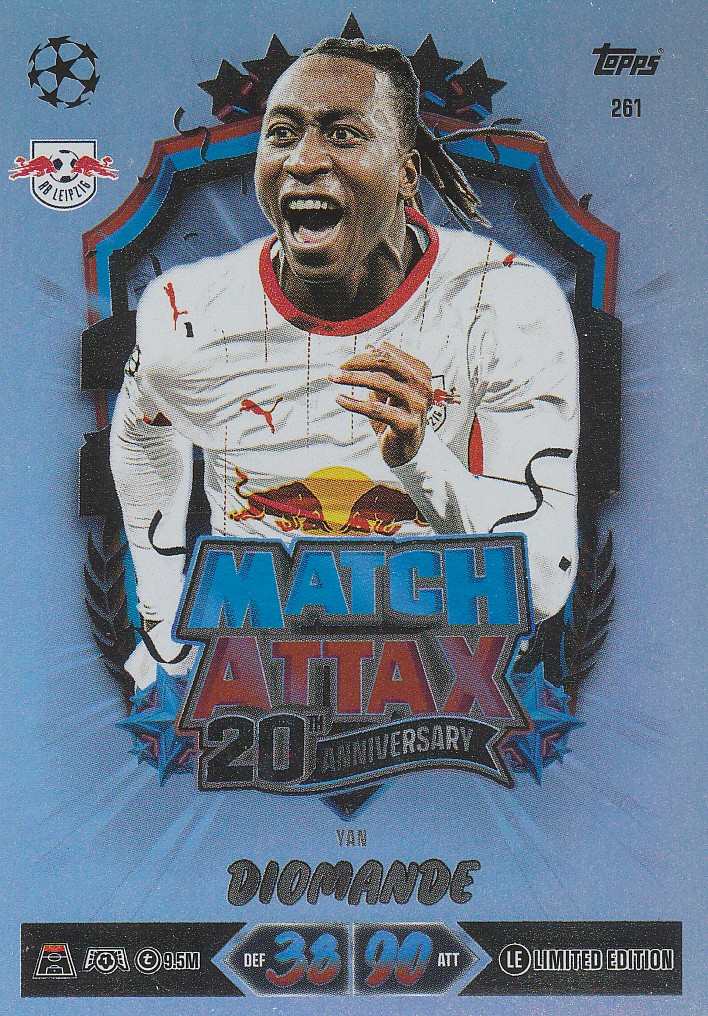 TOPPS
261
RB LEIPZIG
MATCH
ATTAX
20TH ANNIVERSARY
YAN
DIOMANDE
1 t 9.5M DEF 38 90 ATT LE LIMITED EDITION